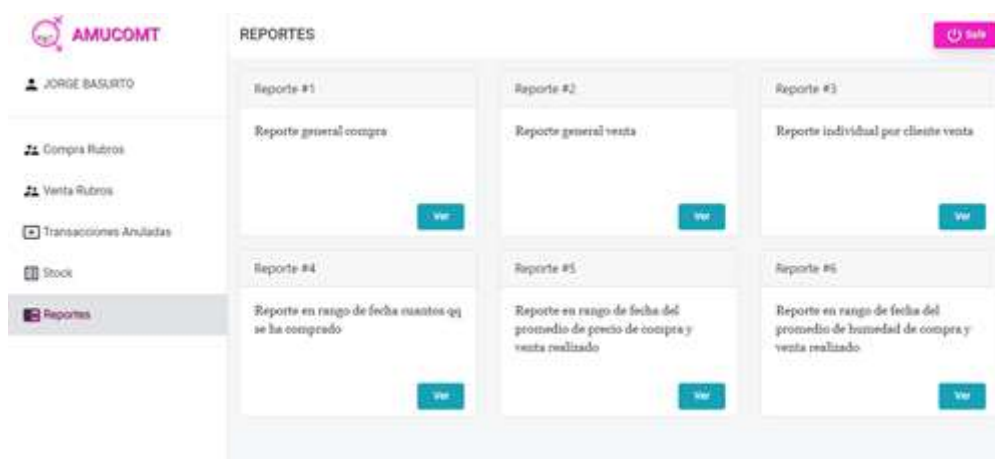 AMUCOMT
REPORTES
Salir
JORGE BASURTO
Compra Rubros
Venta Rubros
Transacciones Anuladas
Stock
Reportes
Reporte #1
Reporte general compra
Ver
Reporte #2
Reporte general venta
Ver
Reporte #3
Reporte individual por cliente venta
Ver
Reporte #4
Reporte en rango de fecha cuantos qq
se ha comprado
Ver
Reporte #5
Reporte en rango de fecha del
promedio de precio de compra y
venta realizado
Ver
Reporte #6
Reporte en rango de fecha del
promedio de humedad de compra y
venta realizado
Ver